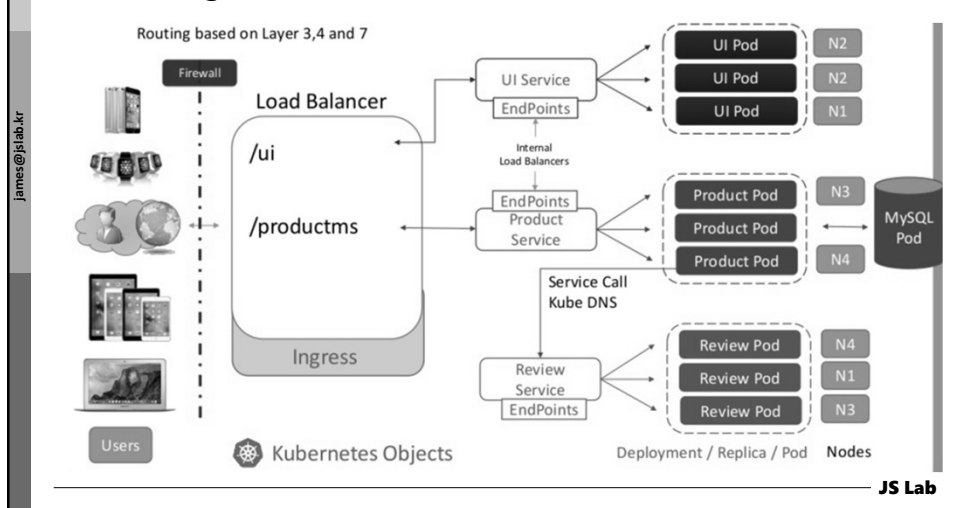 Routing based on Layer 3,4 and 7
james@jslab.kr
Firewall
Load Balancer
/ui
/productms
Ingress
Users
Kubernetes Objects
UI Service
EndPoints
Internal
Load Balancers
EndPoints
Product
Service
Service Call
Kube DNS
Review
Service
EndPoints
UI Pod
N2
UI Pod
N2
UI Pod
N1
Product Pod
N3
Product Pod
Product Pod
N4
MySQL
Pod
Review Pod
N4
Review Pod
N1
Review Pod
N3
Deployment / Replica / Pod
Nodes
JS Lab